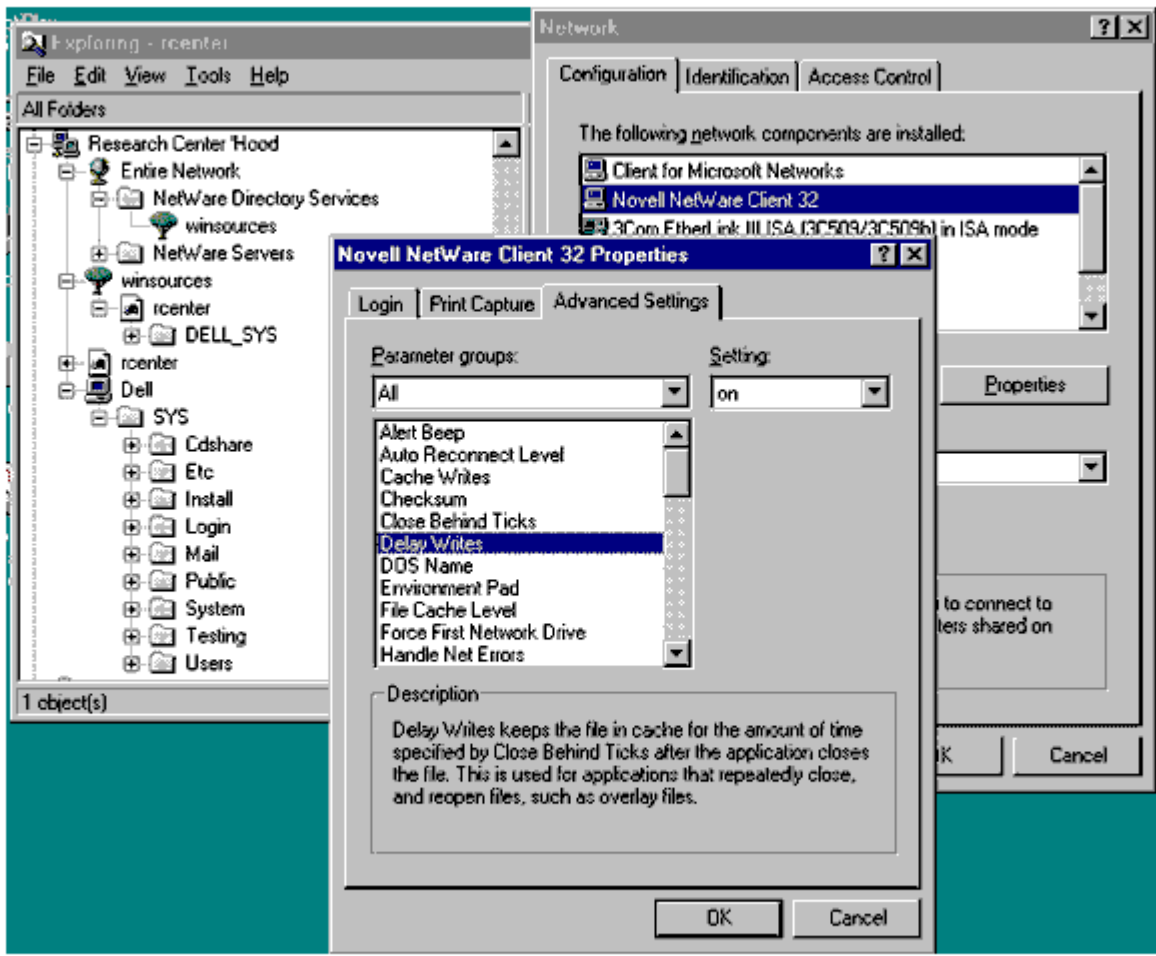 Exploring - rcenter
File Edit View Tools Help
All Folders
Research Center 'Hood
Entire Network
NetWare Directory Services
winsources
NetWare Servers
winsources
rcenter
DELL_SYS
rcenter
Dell
SYS
Cdshare
Etc
Install
Login
Mail
Public
System
Testing
Users
1 object(s)
Network
Configuration Identification Access Control
The following network components are installed:
Client for Microsoft Networks
Novell NetWare Client 32
3Com EtherLink III ISA (3C509/3C509b) in ISA mode
Properties
to connect to
ters shared on
Cancel
Novell NetWare Client 32 Properties
Login Print Capture Advanced Settings
Parameter groups: Setting:
All on
Alert Beep
Auto Reconnect Level
Cache Writes
Checksum
Close Behind Ticks
Delay Writes
DOS Name
Environment Pad
File Cache Level
Force First Network Drive
Handle Net Errors
Description
Delay Writes keeps the file in cache for the amount of time
specified by Close Behind Ticks after the application closes
the file. This is used for applications that repeatedly close,
and reopen files, such as overlay files.
OK Cancel